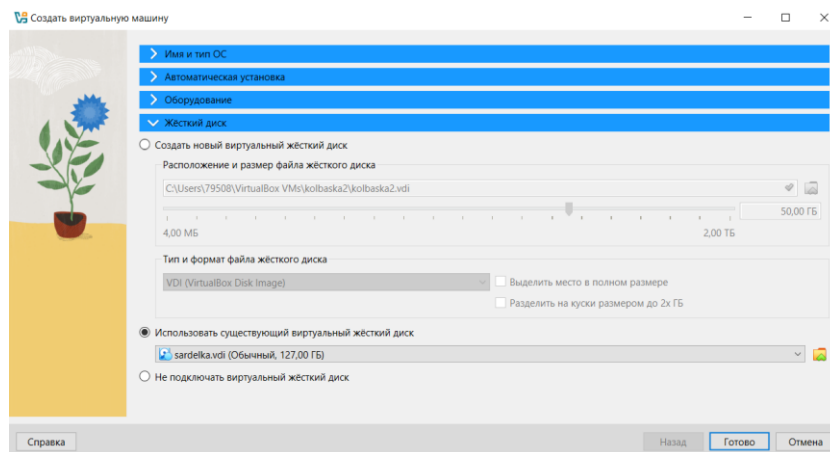 Создать виртуальную машину
Имя и тип ОС
Автоматическая установка
Оборудование
Жёсткий диск
Создать новый виртуальный жёсткий диск
Расположение и размер файла жёсткого диска
C:\Users\79508\VirtualBox VMs\kolbaska2\kolbaska2.vdi
50,00 ГБ
4,00 МБ 2,00 ТБ
Тип и формат файла жёсткого диска
VDI (VirtualBox Disk Image) Выделить место в полном размере
Разделить на куски размером до 2х ГБ
Использовать существующий виртуальный жёсткий диск
sardelka.vdi (Обычный, 127,00 ГБ)
Не подключать виртуальный жёсткий диск
Справка Назад Готово Отмена